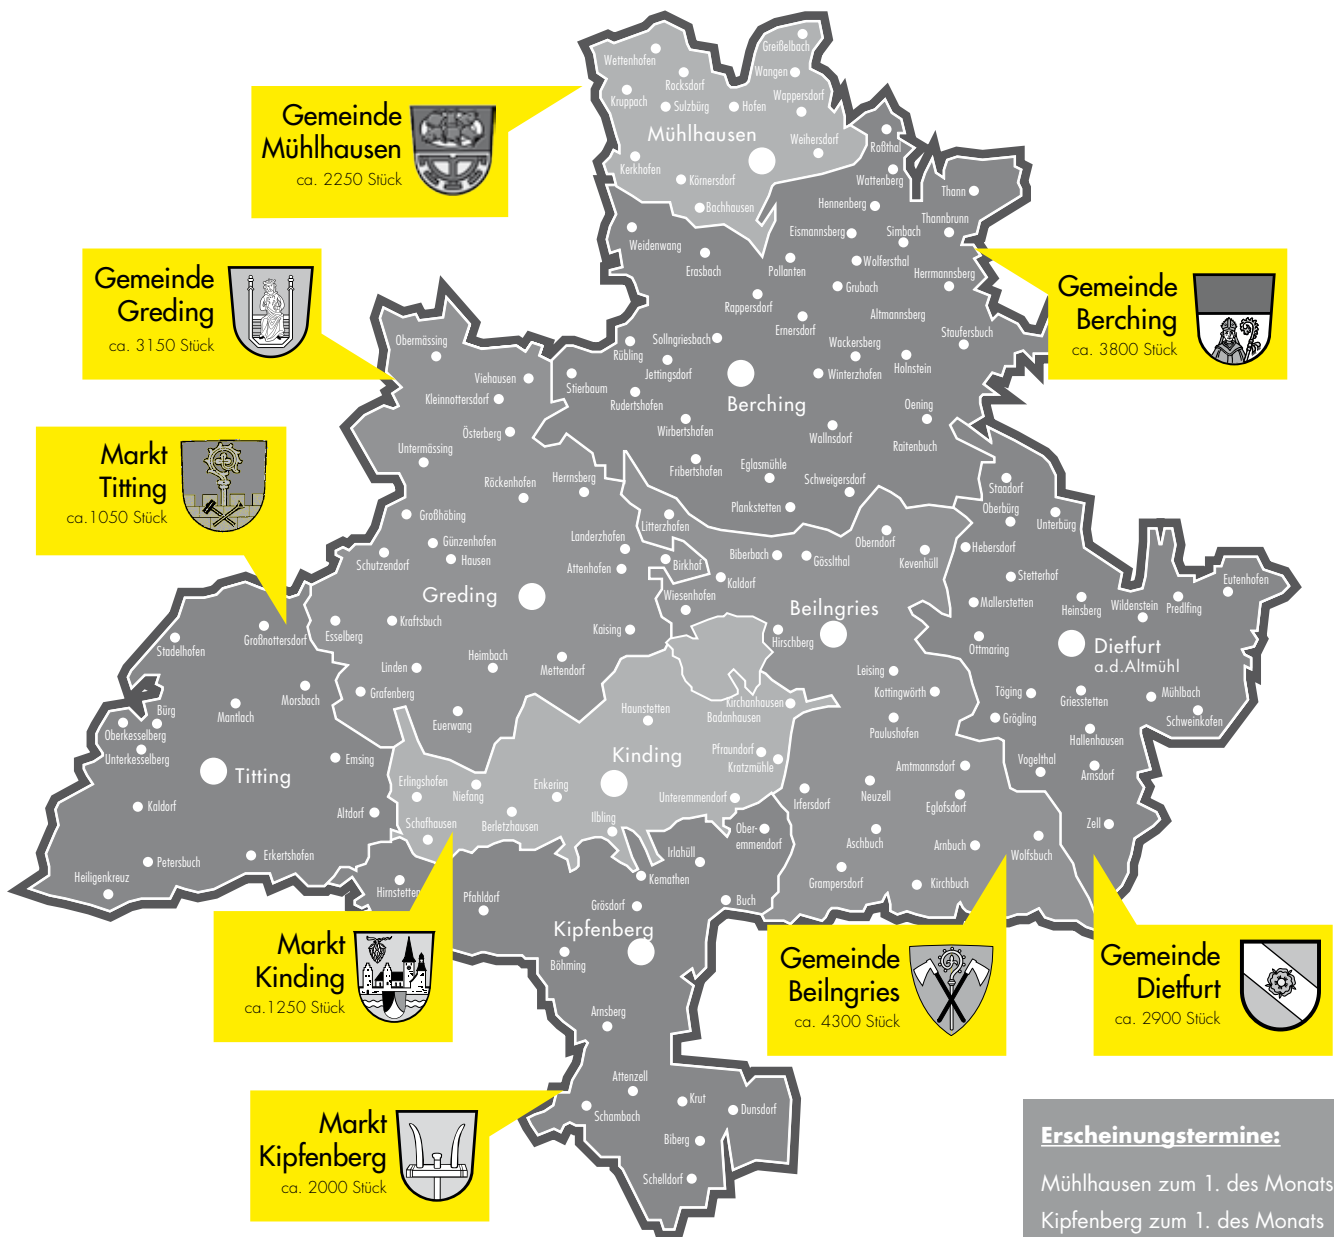 Greißelbach
Wettenhofen
Wangen
Rocksdorf
Kruppach
Wappersdorf
Sulzbürg
Hofen
Gemeinde
Mühlhausen
ca. 2250 Stück
Mühlhausen
Weihersdorf
Roßthal
Kerkhofen
Körnersdorf
Wattenberg
Thann
Bachhausen
Hennenberg
Thannbrunn
Weidenwang
Eismannsberg
Simbach
Erasbach
Pollanten
Wolfersthal
Herrmannsberg
Grubach
Gemeinde
Greding
ca. 3150 Stück
Gemeinde
Berching
ca. 3800 Stück
Rappersdorf
Altmannsberg
Ernersdorf
Staufersbuch
Obermässing
Sollngriesbach
Wackersberg
Rübling
Jettingsdorf
Holnstein
Viehausen
Stierbaum
Winterzhofen
Kleinnottersdorf
Rudertshofen
Berching
Oening
Österberg
Wirbertshofen
Wallnsdorf
Raitenbuch
Untermässing
Markt
Titting
ca.1050 Stück
Fribertshofen
Eglasmühle
Röckenhofen
Herrnsberg
Schweigersdorf
Staadorf
Plankstetten
Oberbürg
Großhöbing
Litterzhofen
Unterbürg
Landerzhofen
Günzenhofen
Oberndorf
Hebersdorf
Hausen
Biberbach
Gösslthal
Schutzendorf
Attenhofen
Birkhof
Kevenhüll
Kaldorf
Stetterhof
Eutenhofen
Greding
Wiesenhofen
Beilngries
Mallerstetten
Heinsberg
Wildenstein
Predlfing
Kraftsbuch
Esselberg
Kaising
Hirschberg
Großnottersdorf
Stadelhofen
Ottmaring
Dietfurt
a.d.Altmühl
Heimbach
Mettendorf
Linden
Leising
Grafenberg
Kottingwörth
Töging
Griesstetten
Mühlbach
Morsbach
Kirchanhausen
Badanhausen
Haunstetten
Mantlach
Euerwang
Grögling
Schweinkofen
Bürg
Oberkesselberg
Paulushofen
Hallenhausen
Unterkesselberg
Emsing
Kinding
Pfraundorf
Kratzmühle
Vogelthal
Arnsdorf
Titting
Erlingshofen
Niefang
Enkering
Unteremmendorf
Amtmannsdorf
Neuzell
Irfersdorf
Eglofsdorf
Kaldorf
Altdorf
Schafhausen
Berletzhausen
Ilbling
Ober-
emmendorf
Aschbuch
Arnbuch
Wolfsbuch
Zell
Petersbuch
Erkertshofen
Irlahüll
Heiligenkreuz
Hirnstetten
Kemathen
Grampersdorf
Kirchbuch
Pfahldorf
Grösdorf
Buch
Kipfenberg
Böhming
Markt
Kinding
ca.1250 Stück
Gemeinde
Beilngries
ca. 4300 Stück
Gemeinde
Dietfurt
ca. 2900 Stück
Arnsberg
Attenzell
Krut
Schambach
Dunsdorf
Biberg
Schelldorf
Markt
Kipfenberg
ca. 2000 Stück
Erscheinungstermine:
Mühlhausen zum 1. des Monats
Kipfenberg zum 1. des Monats